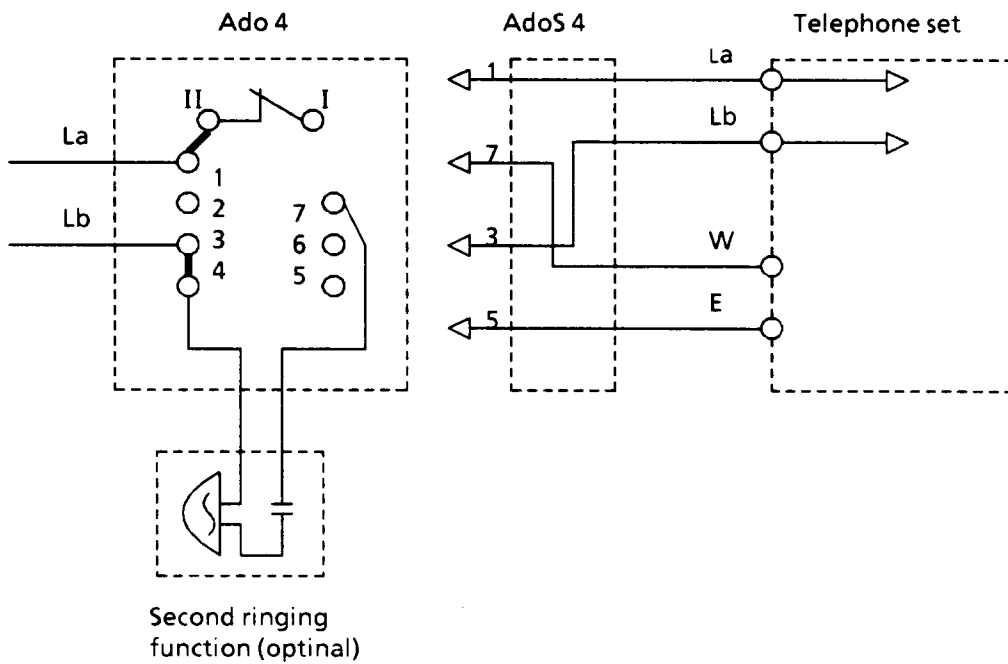 Ado 4
AdoS 4
Telephone set
II
I
La
Lb
1
2
3
4
7
6
5
1
7
3
5
La
Lb
W
E
Second ringing
function (optinal)